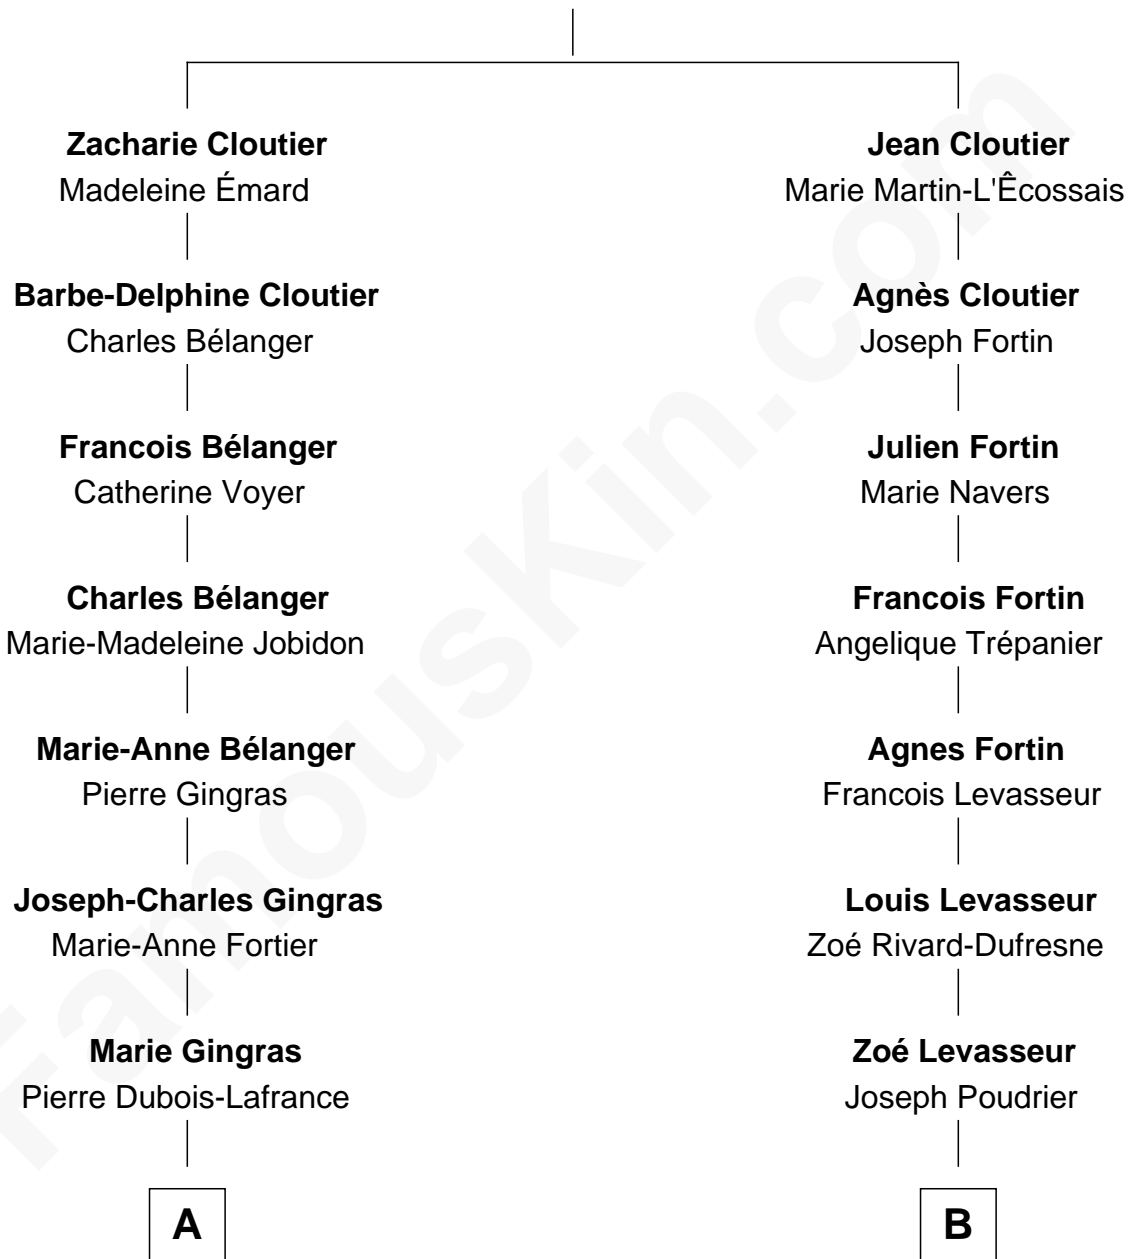 Zacharie Cloutier
Madeleine Émard
Barbe-Delphine Cloutier
Charles Bélanger
Francois Bélanger
Catherine Voyer
Charles Bélanger
Marie-Madeleine Jobidon
Marie-Anne Bélanger
Pierre Gingras
Joseph-Charles Gingras
Marie-Anne Fortier
Marie Gingras
Pierre Dubois-Lafrance
A
Jean Cloutier
Marie Martin-L'Êcossais
Agnès Cloutier
Joseph Fortin
Julien Fortin
Marie Navers
Francois Fortin
Angelique Trépanier
Agnes Fortin
Francois Levasseur
Louis Levasseur
Zoé Rivard-Dufresne
Zoé Levasseur
Joseph Poudrier
B
FamousKin.com